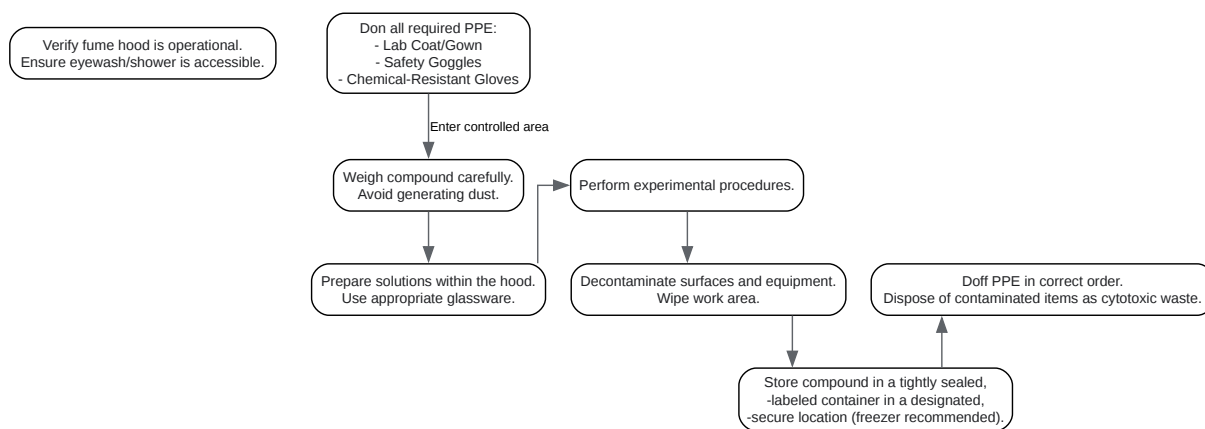 Verify fume hood is operational.
Ensure eyewash/shower is accessible.
Don all required PPE:
- Lab Coat/Gown
- Safety Goggles
- Chemical-Resistant Gloves
Enter controlled area
Weigh compound carefully.
Avoid generating dust.
Perform experimental procedures.
Prepare solutions within the hood.
Use appropriate glassware.
Decontaminate surfaces and equipment.
Wipe work area.
Doff PPE in correct order.
Dispose of contaminated items as cytotoxic waste.
Store compound in a tightly sealed,
-labeled container in a designated,
-secure location (freezer recommended).